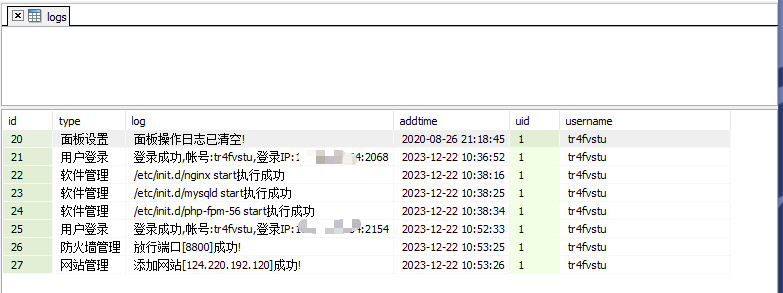 logs
id type log addtime uid username
20 面板设置 面板操作日志已清空! 2020-08-26 21:18:45 1 tr4fvstu
21 用户登录 登录成功,帐号:tr4fvstu,登录IP:1 4:2068 2023-12-22 10:36:52 1 tr4fvstu
22 软件管理 /etc/init.d/nginx start执行成功 2023-12-22 10:38:16 1 tr4fvstu
23 软件管理 /etc/init.d/mysqld start执行成功 2023-12-22 10:38:25 1 tr4fvstu
24 软件管理 /etc/init.d/php-fpm-56 start执行成功 2023-12-22 10:38:34 1 tr4fvstu
25 用户登录 登录成功,帐号:tr4fvstu,登录IP:1 4:2154 2023-12-22 10:52:33 1 tr4fvstu
26 防火墙管理 放行端口[8800]成功! 2023-12-22 10:53:25 1 tr4fvstu
27 网站管理 添加网站[124.220.192.120]成功! 2023-12-22 10:53:26 1 tr4fvstu